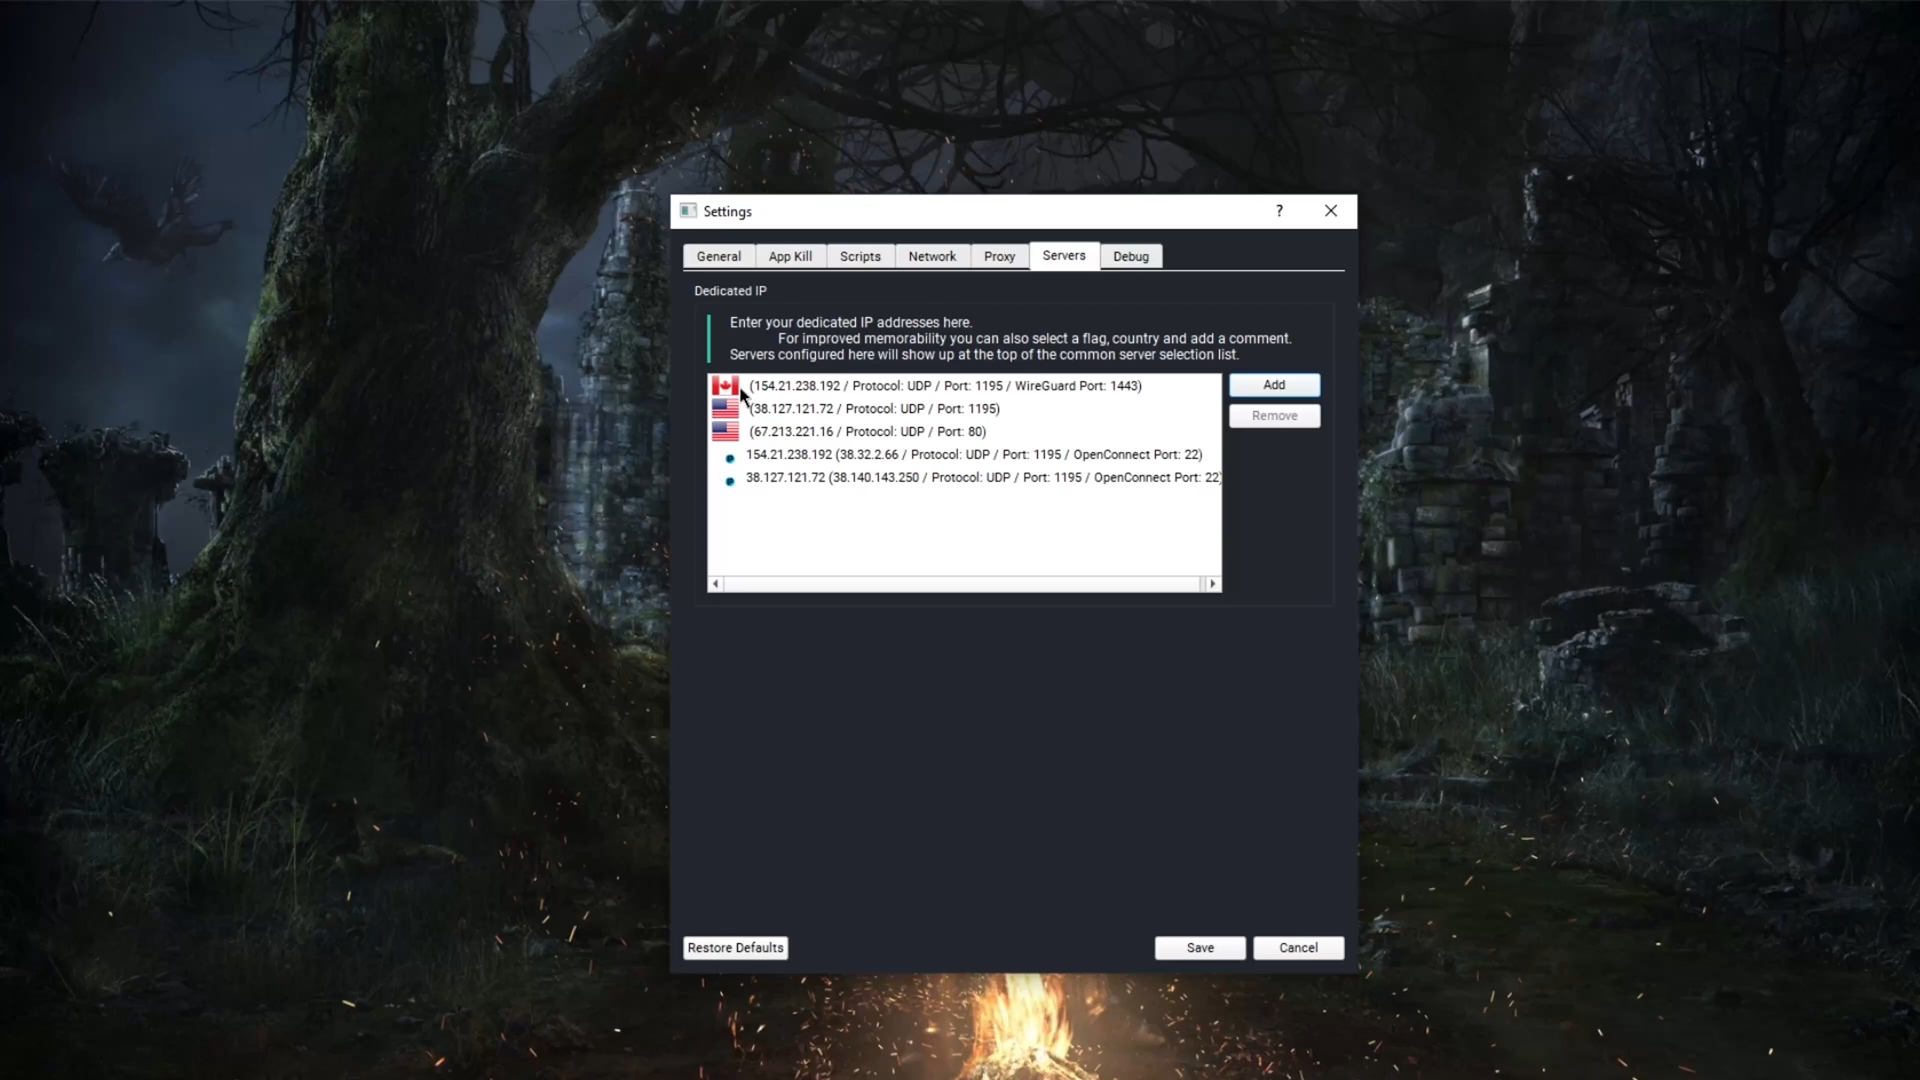 Settings
?
General
App Kill
Scripts
Network
Proxy
Servers
Debug
Dedicated IP
Enter your dedicated IP addresses here.
For improved memorability you can also select a flag, country and add a comment.
Servers configured here will show up at the top of the common server selection list.
(154.21.238.192 / Protocol: UDP / Port: 1195 / WireGuard Port: 1443)
(38.127.121.72 / Protocol: UDP / Port: 1195)
(67.213.221.16 / Protocol: UDP / Port: 80)
154.21.238.192 (38.32.2.66 / Protocol: UDP / Port: 1195 / OpenConnect Port: 22)
38.127.121.72 (38.140.143.250 / Protocol: UDP / Port: 1195 / OpenConnect Port: 22)
Add
Remove
Restore Defaults
Save
Cancel